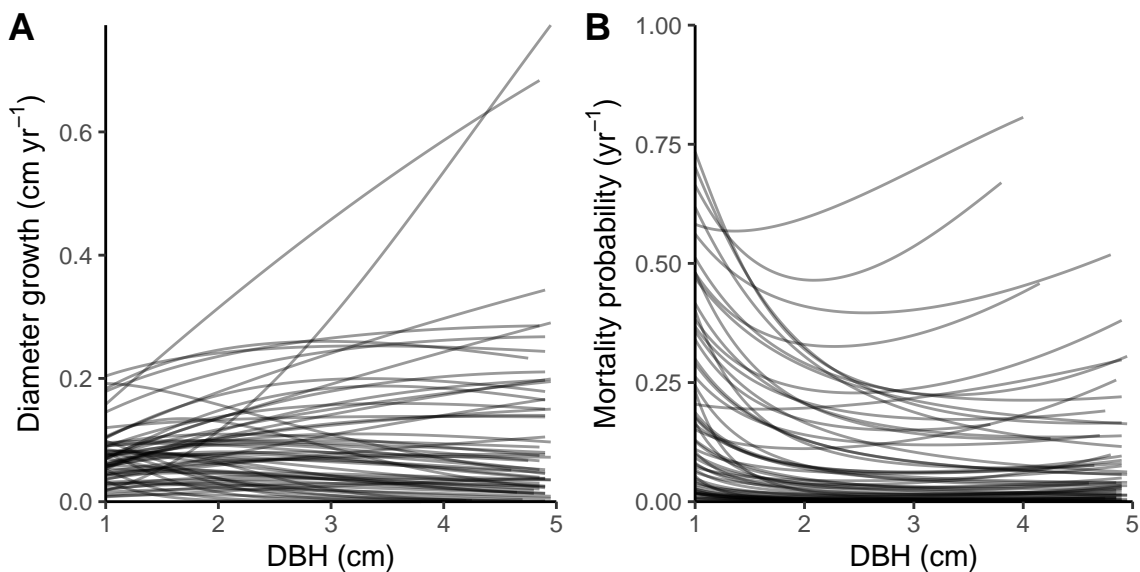 A
Diameter growth (cm yr⁻¹)
0.6
0.4
0.2
0.0
1 2 3 4 5
DBH (cm)
B
Mortality probability (yr⁻¹)
1.00
0.75
0.50
0.25
0.00
1 2 3 4 5
DBH (cm)